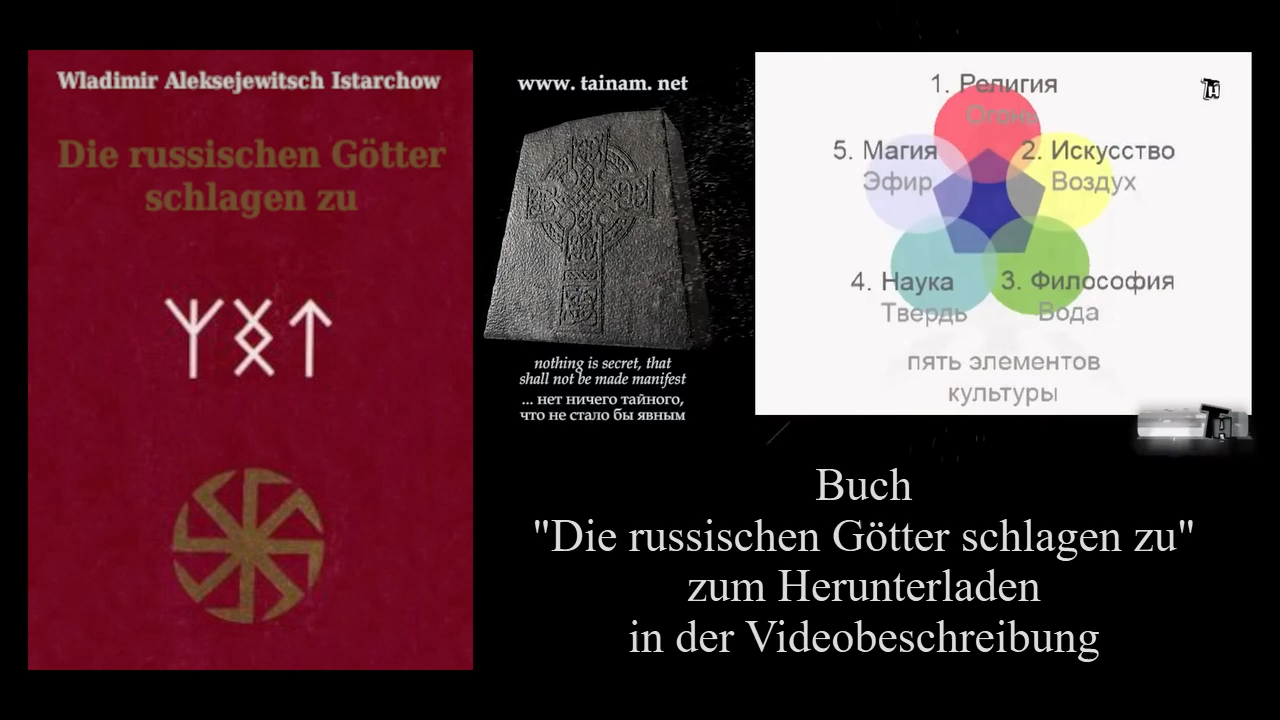 Wladimir Aleksejewitsch Istarchow
Die russischen Götter
schlagen zu
ᛉᛝᛏ
www. tainam. net
nothing is secret, that
shall not be made manifest
... нет ничего тайного,
что не стало бы явным
1. Религия
Огонь
5. Магия
Эфир
2. Искусство
Воздух
4. Наука
Твердь
3. Философия
Вода
пять элементов
культуры
Buch
"Die russischen Götter schlagen zu"
zum Herunterladen
in der Videobeschreibung